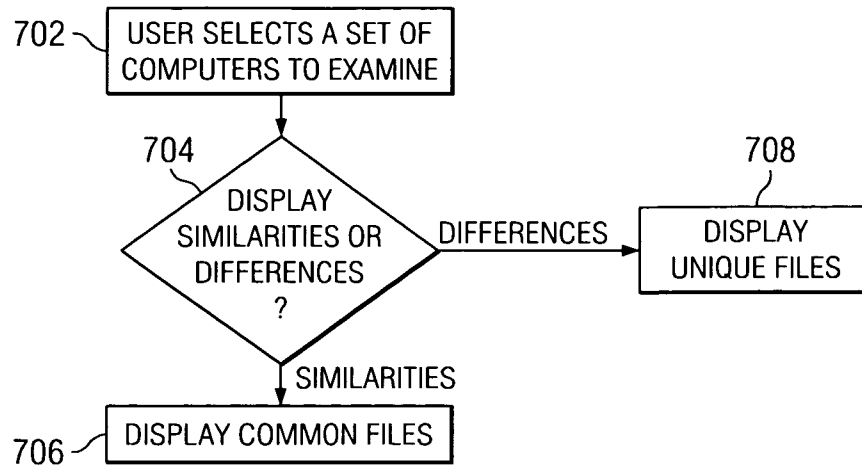 702
USER SELECTS A SET OF
COMPUTERS TO EXAMINE
704
DISPLAY
SIMILARITIES OR
DIFFERENCES
?
DIFFERENCES
708
DISPLAY
UNIQUE FILES
SIMILARITIES
706
DISPLAY COMMON FILES